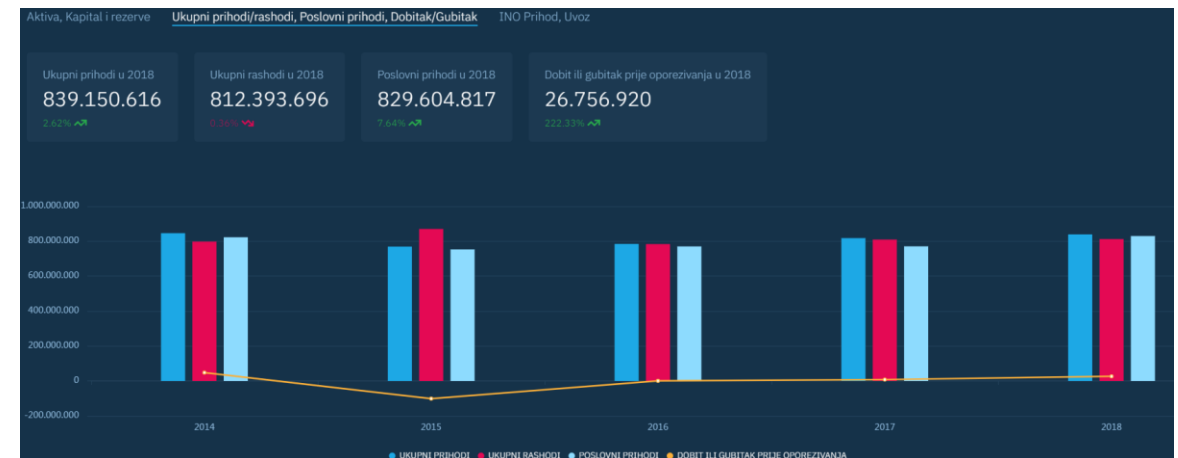 Aktiva, Kapital i rezerve Ukupni prihodi/rashodi, Poslovni prihodi, Dobitak/Gubitak INO Prihod, Uvoz
Ukupni prihodi u 2018 Ukupni rashodi u 2018 Poslovni prihodi u 2018 Dobit ili gubitak prije oporezivanja u 2018
839.150.616 812.393.696 829.604.817 26.756.920
2.62% 7.64% 222.33%
1.000.000.000
800.000.000
600.000.000
400.000.000
200.000.000
0
-200.000.000
2014 2015 2016 2017 2018
UKUPNI PRIHODI UKUPNI RASHODI POSLOVNI PRIHODI DOBIT ILI GUBITAK PRIJE OPOREZIVANJA